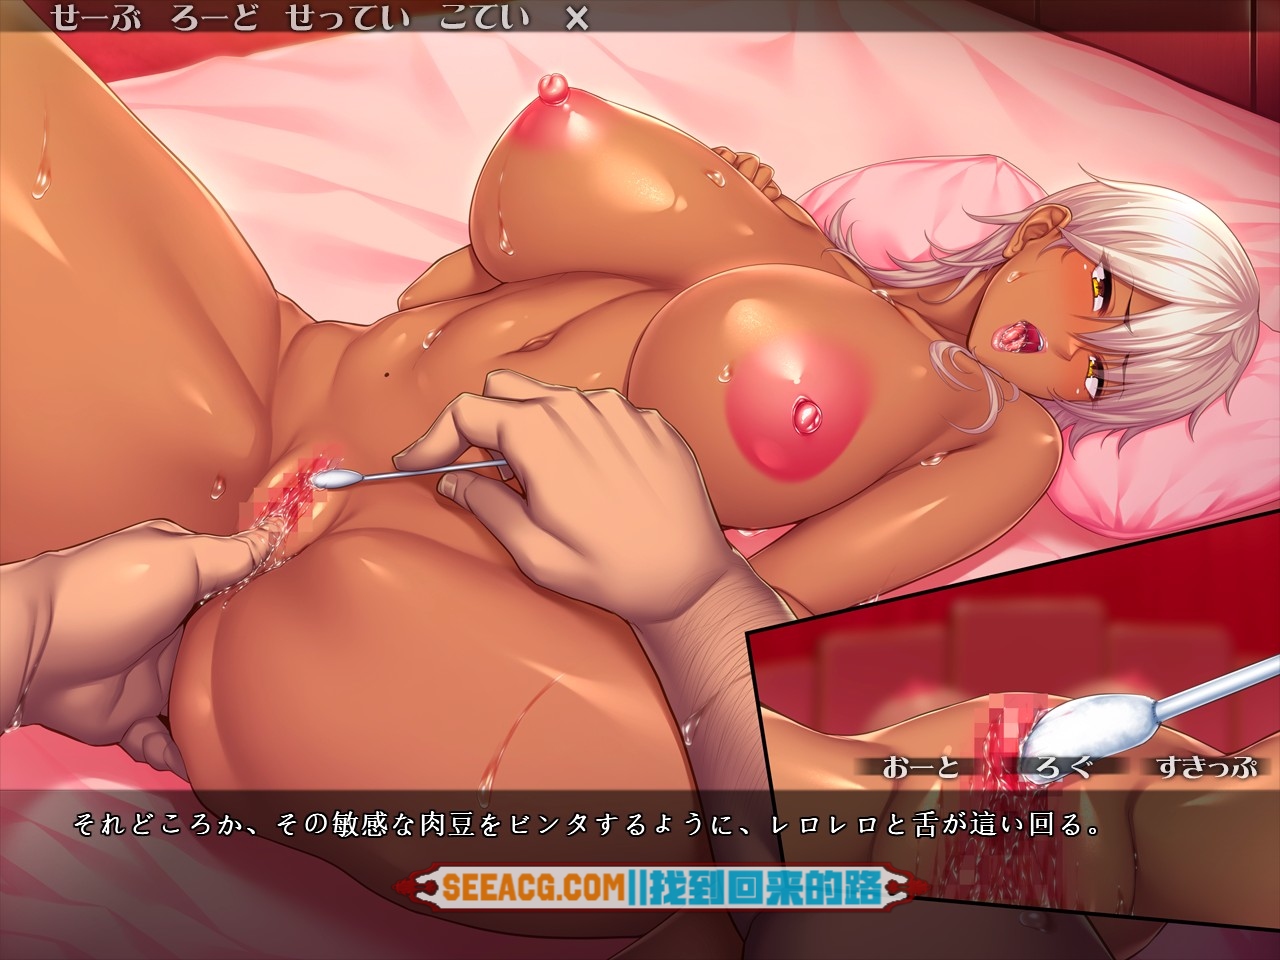 せーぶ ろーど せってい こてい ×
おーと ろぐ すきっぷ
それどころか、その敏感な肉豆をビンタするように、レロレロと舌が這い回る。
SEEACG.COM||找到回来的路